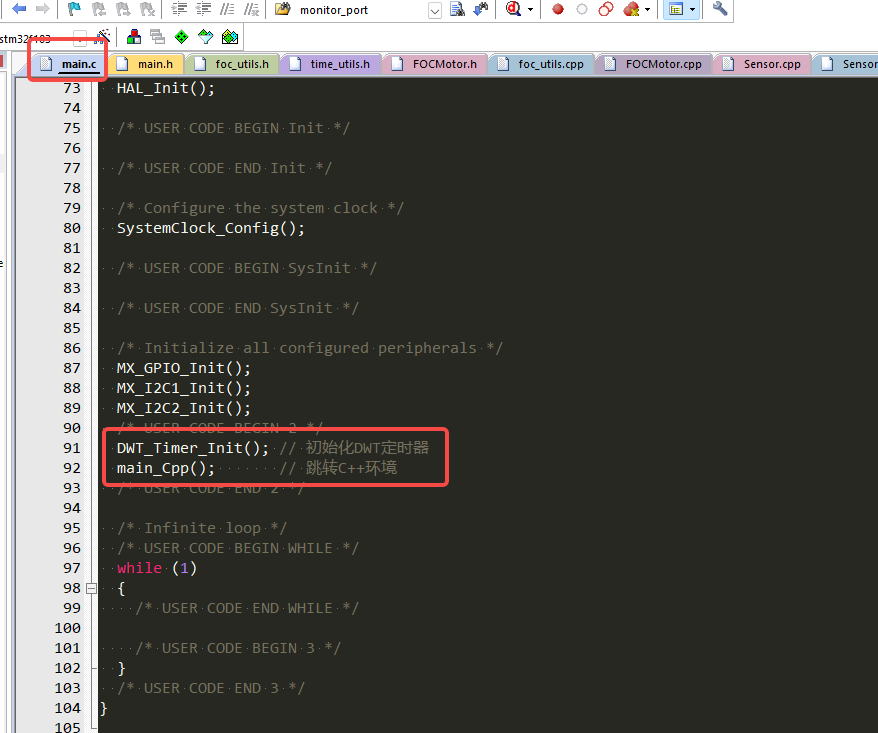 monitor_port
stm32f103
main.c main.h foc_utils.h time_utils.h FOCMotor.h foc_utils.cpp FOCMotor.cpp Sensor.cpp Sensor
73 HAL_Init();
74
75 /* USER CODE BEGIN Init */
76
77 /* USER CODE END Init */
78
79 /* Configure the system clock */
80 SystemClock_Config();
81
82 /* USER CODE BEGIN SysInit */
83
84 /* USER CODE END SysInit */
85
86 /* Initialize all configured peripherals */
87 MX_GPIO_Init();
88 MX_I2C1_Init();
89 MX_I2C2_Init();
90 /* USER CODE BEGIN 2 */
91 DWT_Timer_Init(); // 初始化DWT定时器
92 main_Cpp(); // 跳转C++环境
93 /* USER CODE END 2 */
94
95 /* Infinite loop */
96 /* USER CODE BEGIN WHILE */
97 while (1)
98 {
99 /* USER CODE END WHILE */
100
101 /* USER CODE BEGIN 3 */
102 }
103 /* USER CODE END 3 */
104 }
105